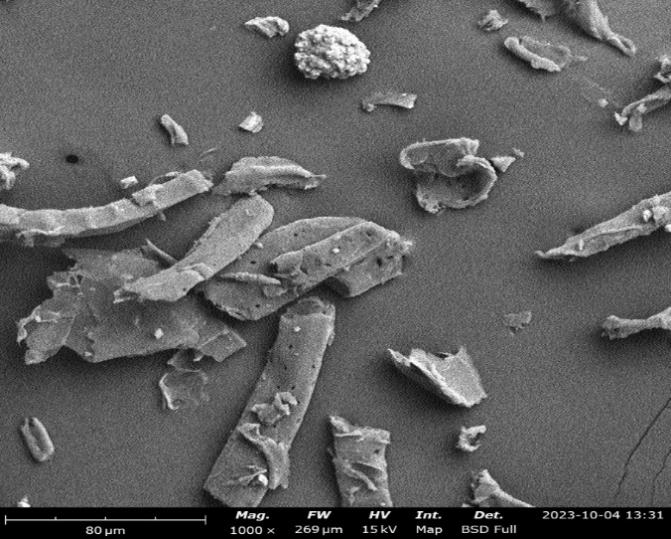 Mag. FW HV Int. Det. 2023-10-04 13:31
80 µm 1000 x 269 µm 15 kV Map BSD Full